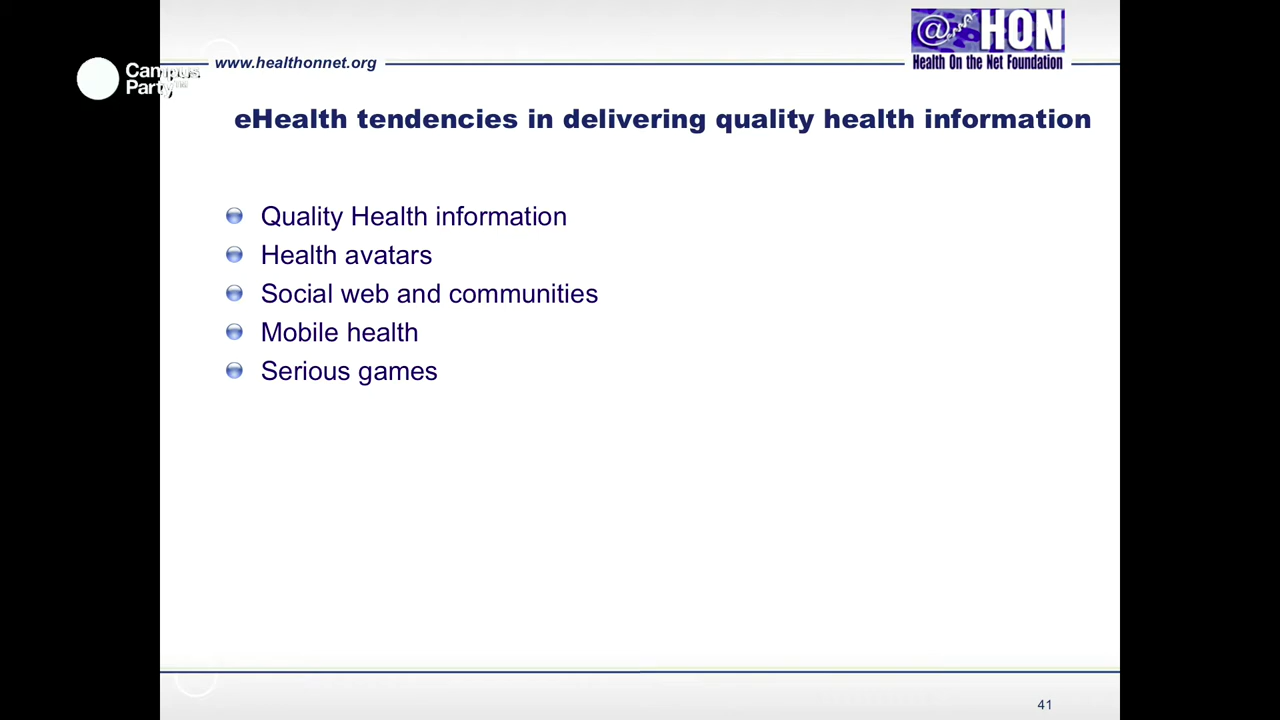 @ HON
Health On the Net Foundation
www.healthonnet.org
Campus
Party™
eHealth tendencies in delivering quality health information
Quality Health information
Health avatars
Social web and communities
Mobile health
Serious games
41